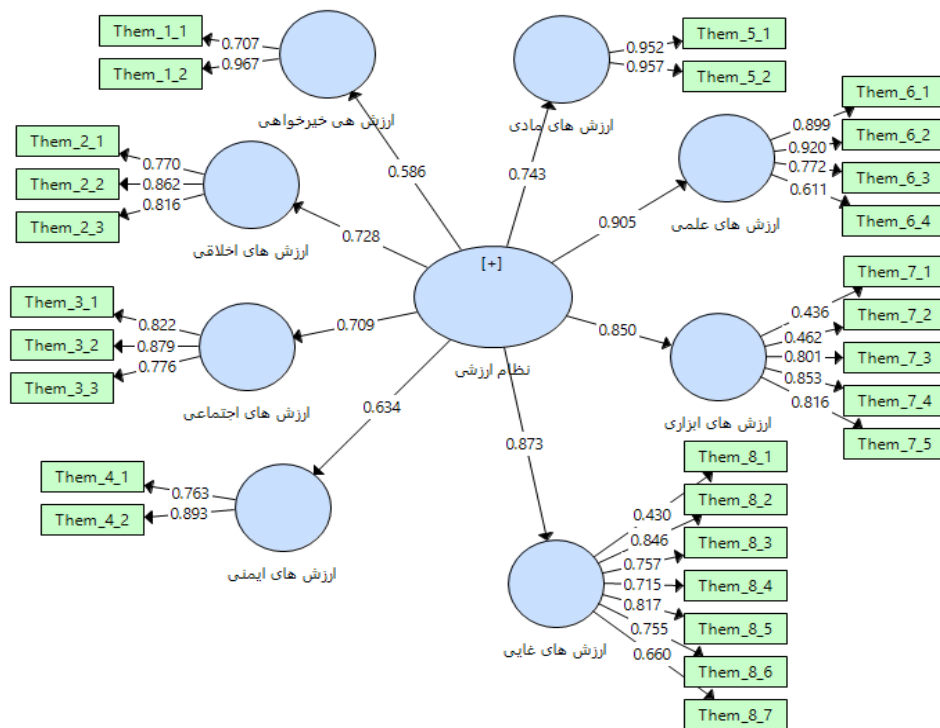 Them_1_1
0.707
Them_1_2
0.967
ارزش هی خیرخواهی
0.586
Them_2_1
0.770
Them_2_2
0.862
Them_2_3
0.816
ارزش های اخلاقی
0.728
Them_3_1
0.822
Them_3_2
0.879
Them_3_3
0.776
ارزش های اجتماعی
0.709
Them_4_1
0.763
Them_4_2
0.893
ارزش های ایمنی
0.634
[+]
نظام ارزشی
Them_5_1
0.952
Them_5_2
0.957
ارزش های مادی
0.743
Them_6_1
0.899
Them_6_2
0.920
Them_6_3
0.772
Them_6_4
0.611
ارزش های علمی
0.905
Them_7_1
0.436
Them_7_2
0.462
Them_7_3
0.801
Them_7_4
0.853
Them_7_5
0.816
ارزش های ابزاری
0.850
Them_8_1
0.430
Them_8_2
0.846
Them_8_3
0.757
Them_8_4
0.715
Them_8_5
0.817
Them_8_6
0.755
Them_8_7
0.660
ارزش های غایی
0.873